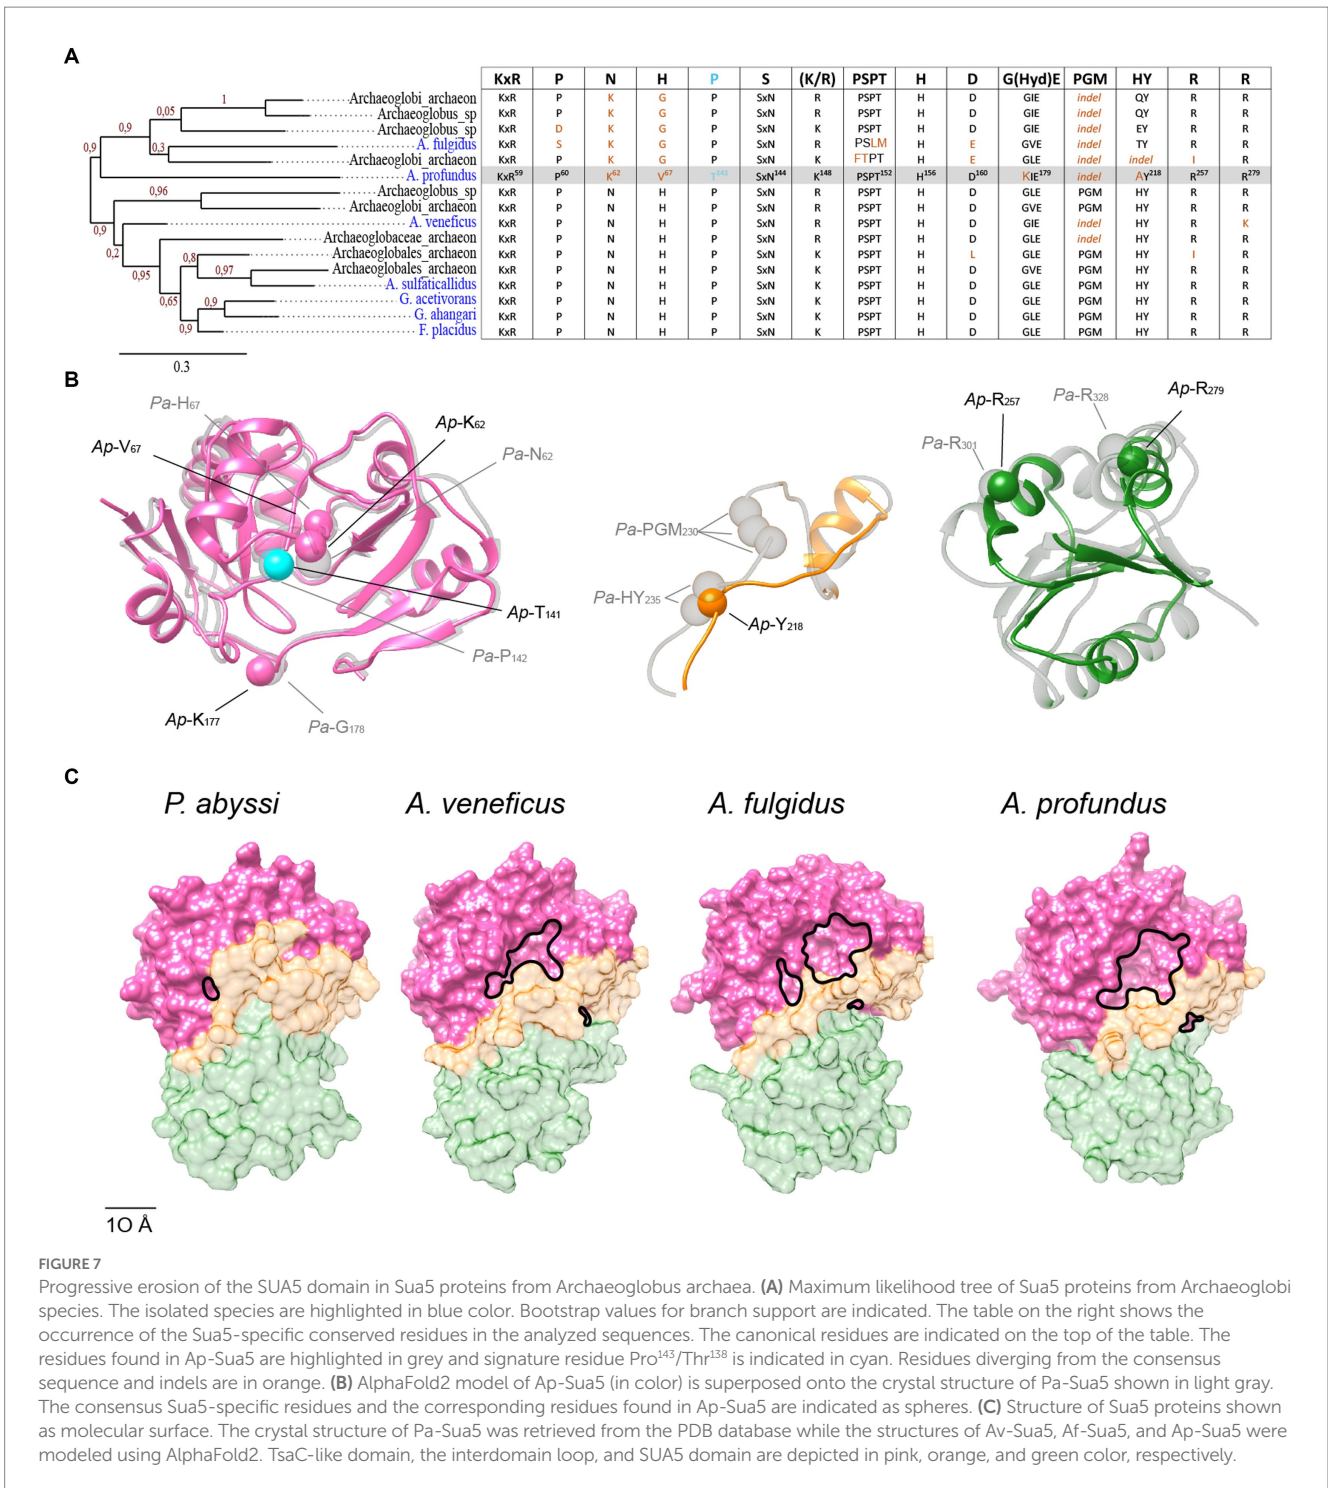 A
KxR P N H P S (K/R) PSPT H D G(Hyd)E PGM HY R R
Archaeoglobi_archaeon KxR P K G P SxN R PSPT H D GIE indel QY R R
Archaeoglobus_sp KxR P K G P SxN R PSPT H D GIE indel QY R R
Archaeoglobus_sp KxR D K G P SxN K PSPT H D GIE indel EY R R
A. fulgidus KxR S K G P SxN R PSLM H E GVE indel TY R R
Archaeoglobi_archaeon KxR P K G P SxN K FTPT H E GLE indel indel I R
A. profundus KxR59 P60 K62 V67 T141 SxN144 K148 PSPT152 H156 D160 KIE179 indel AY218 R257 R279
Archaeoglobus_sp KxR P N H P SxN R PSPT H D GLE PGM HY R R
Archaeoglobi_archaeon KxR P N H P SxN R PSPT H D GVE PGM HY R R
A. veneficus KxR P N H P SxN R PSPT H D GIE indel HY R K
Archaeoglobaceae_archaeon KxR P N H P SxN R PSPT H D GLE indel HY R R
Archaeoglobales_archaeon KxR P N H P SxN K PSPT H L GLE PGM HY I R
Archaeoglobales_archaeon KxR P N H P SxN K PSPT H D GVE PGM HY R R
A. sulfaticallidus KxR P N H P SxN K PSPT H D GLE PGM HY R R
G. acetivorans KxR P N H P SxN K PSPT H D GLE PGM HY R R
G. ahangari KxR P N H P SxN K PSPT H D GLE PGM HY R R
F. placidus KxR P N H P SxN K PSPT H D GLE PGM HY R R
1
0,05
0,9
0,3
0,9
0,96
0,9
0,2
0,8
0,97
0,95
0,9
0,65
0,9
0.3
B
Pa-H67
Ap-V67
Ap-K62
Pa-N62
Ap-T141
Pa-P142
Ap-K177
Pa-G178
Pa-PGM230
Pa-HY235
Ap-Y218
Ap-R257
Pa-R328
Ap-R279
Pa-R301
C
P. abyssi A. veneficus A. fulgidus A. profundus
10 Å
FIGURE 7
Progressive erosion of the SUA5 domain in Sua5 proteins from Archaeoglobus archaea. (A) Maximum likelihood tree of Sua5 proteins from Archaeoglobi
species. The isolated species are highlighted in blue color. Bootstrap values for branch support are indicated. The table on the right shows the
occurrence of the Sua5-specific conserved residues in the analyzed sequences. The canonical residues are indicated on the top of the table. The
residues found in Ap-Sua5 are highlighted in grey and signature residue Pro143/Thr138 is indicated in cyan. Residues diverging from the consensus
sequence and indels are in orange. (B) AlphaFold2 model of Ap-Sua5 (in color) is superposed onto the crystal structure of Pa-Sua5 shown in light gray.
The consensus Sua5-specific residues and the corresponding residues found in Ap-Sua5 are indicated as spheres. (C) Structure of Sua5 proteins shown
as molecular surface. The crystal structure of Pa-Sua5 was retrieved from the PDB database while the structures of Av-Sua5, Af-Sua5, and Ap-Sua5 were
modeled using AlphaFold2. TsaC-like domain, the interdomain loop, and SUA5 domain are depicted in pink, orange, and green color, respectively.